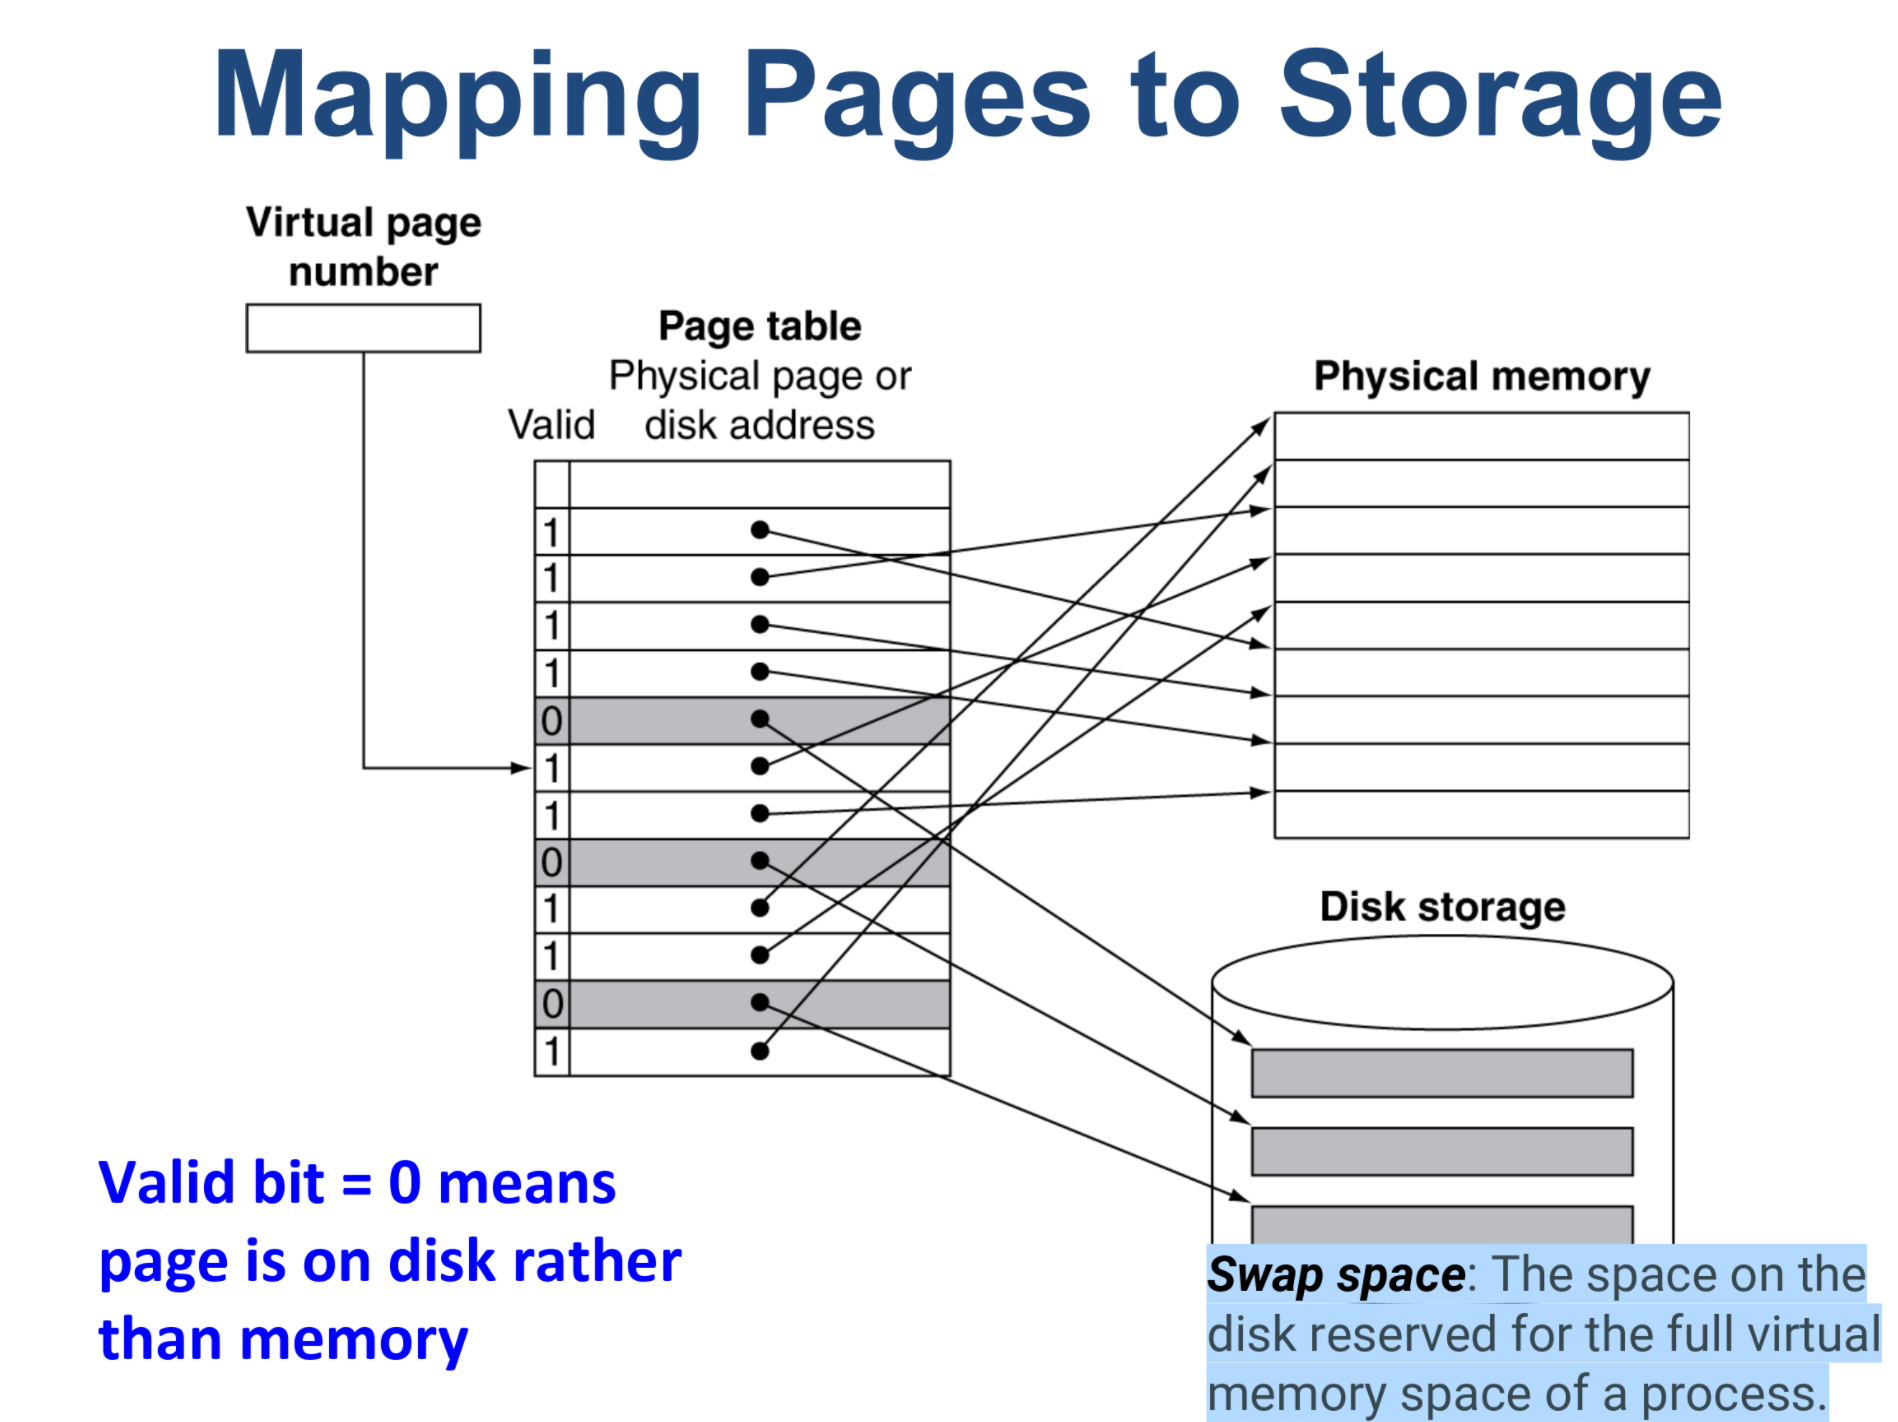 Mapping Pages to Storage
Virtual page
number
Page table
Physical page or
Valid disk address
Physical memory
1
1
1
1
0
1
1
0
1
1
0
1
Disk storage
Valid bit = 0 means
page is on disk rather
than memory
Swap space: The space on the
disk reserved for the full virtual
memory space of a process.